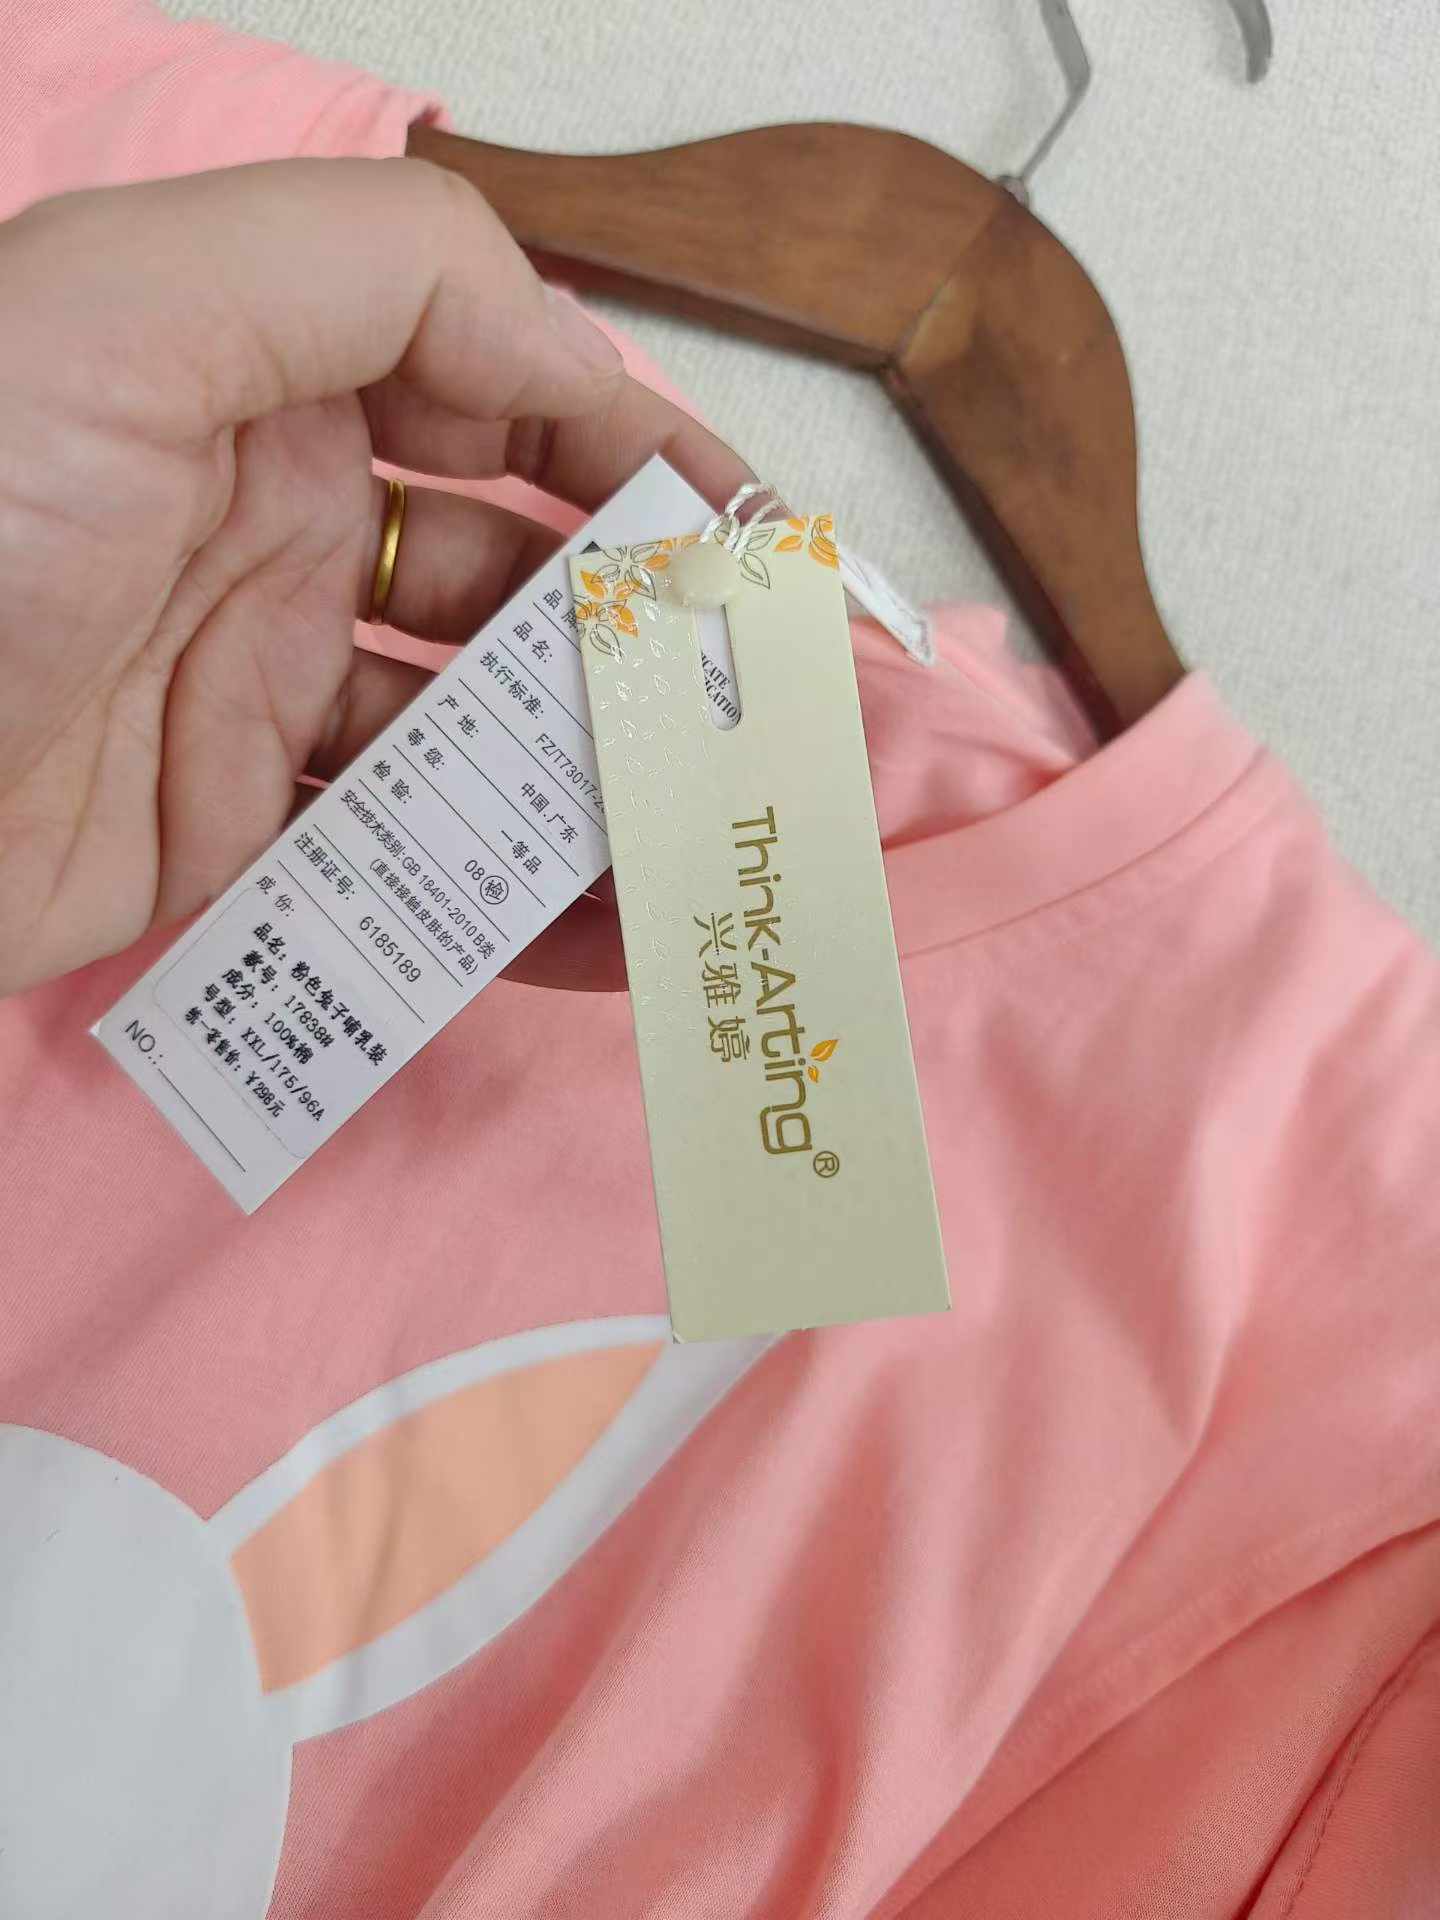 品 牌
品 名:
执行标准:
FZ/T73017-2
产 地:
中国.广东
等 级:
一等品
检 验:
08 检
安全技术类别:GB 18401-2010 B类
(直接接触皮肤的产品)
注册证号:
6185189
成 份:
品名: 粉色兔子哺乳装
款号: 17838#
成分: 100%棉
号型: XXL/175/96A
统一零售价: ¥298元
NO.:
ICATE
ICATION
Think-Arting®
兴雅婷